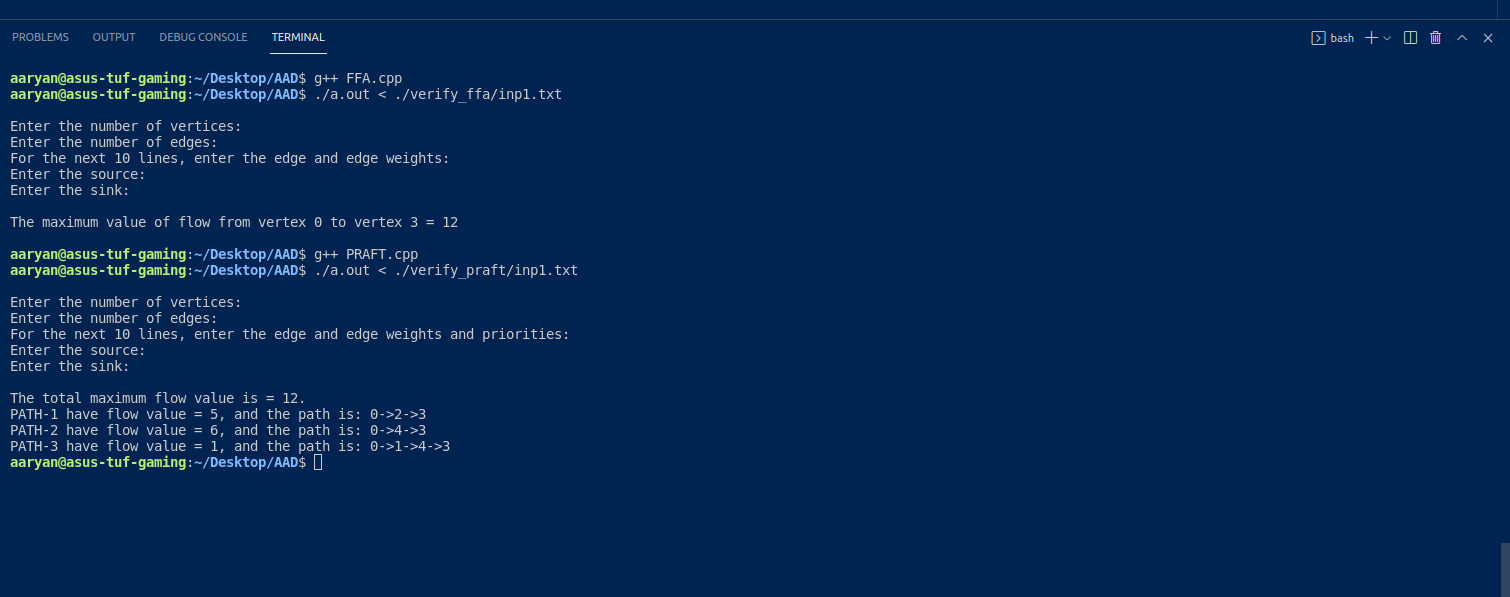 PROBLEMS OUTPUT DEBUG CONSOLE TERMINAL bash
aaryan@asus-tuf-gaming:~/Desktop/AAD$ g++ FFA.cpp
aaryan@asus-tuf-gaming:~/Desktop/AAD$ ./a.out < ./verify_ffa/inp1.txt
Enter the number of vertices:
Enter the number of edges:
For the next 10 lines, enter the edge and edge weights:
Enter the source:
Enter the sink:
The maximum value of flow from vertex 0 to vertex 3 = 12
aaryan@asus-tuf-gaming:~/Desktop/AAD$ g++ PRAFT.cpp
aaryan@asus-tuf-gaming:~/Desktop/AAD$ ./a.out < ./verify_praft/inp1.txt
Enter the number of vertices:
Enter the number of edges:
For the next 10 lines, enter the edge and edge weights and priorities:
Enter the source:
Enter the sink:
The total maximum flow value is = 12.
PATH-1 have flow value = 5, and the path is: 0->2->3
PATH-2 have flow value = 6, and the path is: 0->4->3
PATH-3 have flow value = 1, and the path is: 0->1->4->3
aaryan@asus-tuf-gaming:~/Desktop/AAD$